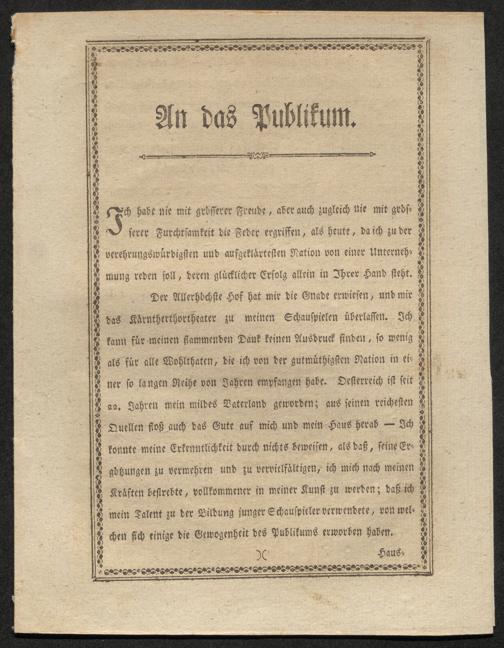 An das Publikum.
Ich habe nie mit grösserer Freude, aber auch zugleich nie mit grös-
serer Furchtsamkeit die Feder ergriffen, als heute, da ich zu der
verehrungswürdigsten und aufgeklärtesten Nation von einer Unterneh-
mung reden soll, deren glücklicher Erfolg allein in Ihrer Hand steht.
Der Allerhöchste Hof hat mir die Gnade erwiesen, und mir
das Kärntherthortheater zu meinen Schauspielen überlassen. Ich
kann für meinen flammenden Dank keinen Ausdruck finden, so wenig
als für alle Wohlthaten, die ich von der gutmüthigsten Nation in ei-
ner so langen Reihe von Jahren empfangen habe. Oesterreich ist seit
22. Jahren mein mildes Vaterland geworden; aus seinen reichesten
Quellen floß auch das Gute auf mich und mein Haus herab — Ich
konnte meine Erkenntlichkeit durch nichts beweisen, als daß, seine Er-
götzungen zu vermehren und zu vervielfältigen, ich mich nach meinen
Kräften bestrebte, vollkommener in meiner Kunst zu werden; daß ich
mein Talent zu der Bildung junger Schauspieler verwendete, von wel-
chen sich einige die Gewogenheit des Publikums erworben haben.
)( Haus-